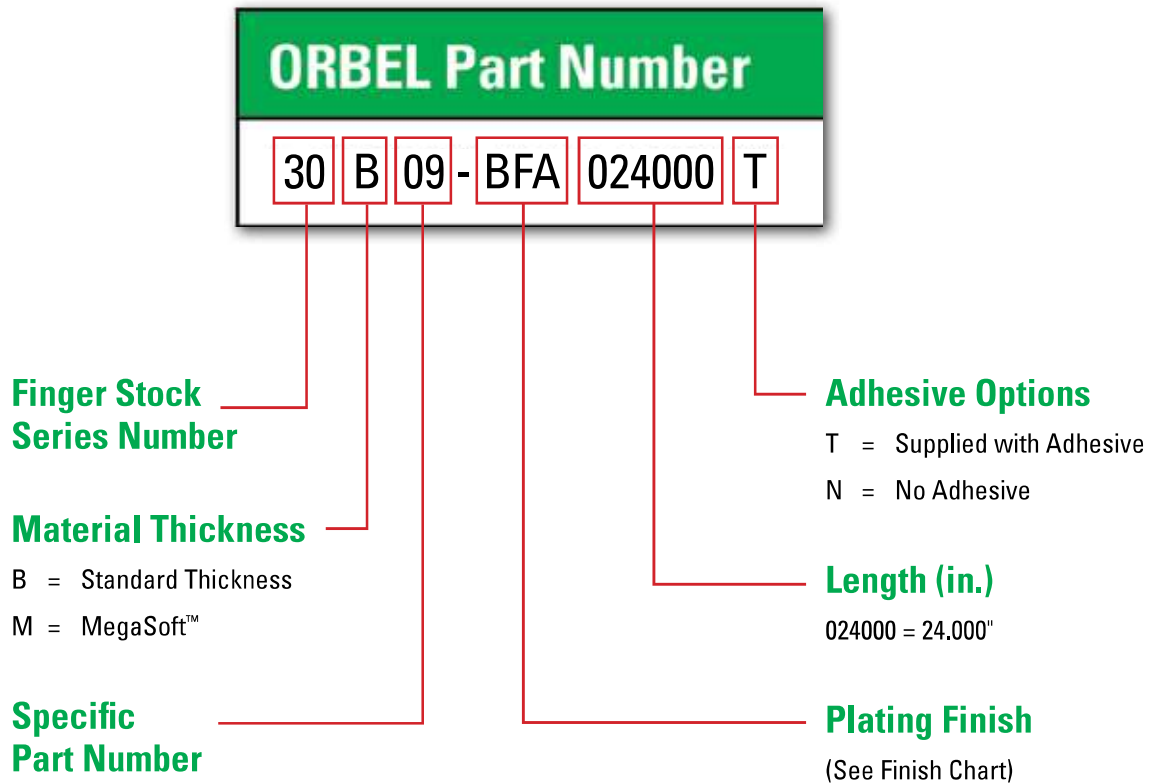 ORBEL Part Number
30 B 09 - BFA 024000 T
Finger Stock
Series Number
Material Thickness
B = Standard Thickness
M = MegaSoft™
Specific
Part Number
Adhesive Options
T = Supplied with Adhesive
N = No Adhesive
Length (in.)
024000 = 24.000"
Plating Finish
(See Finish Chart)